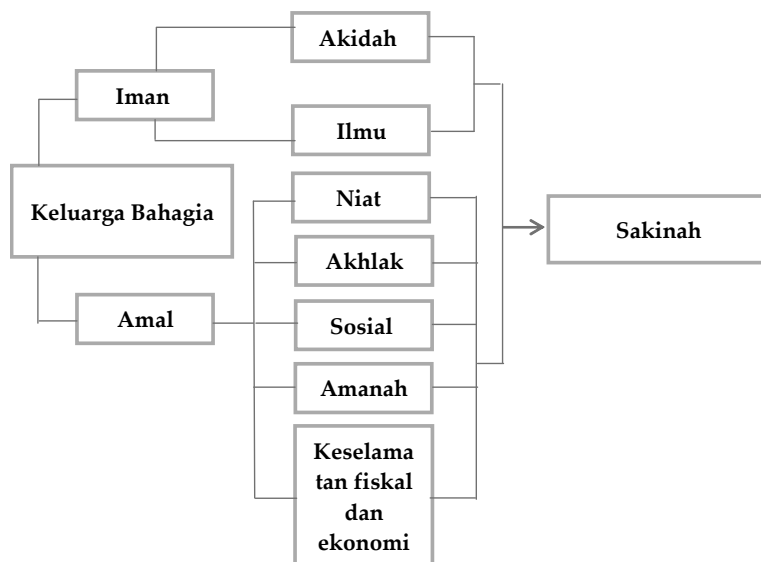 Akidah
Iman
Ilmu
Keluarga Bahagia
Niat
Sakinah
Akhlak
Amal
Sosial
Amanah
Keselama
tan fiskal
dan
ekonomi